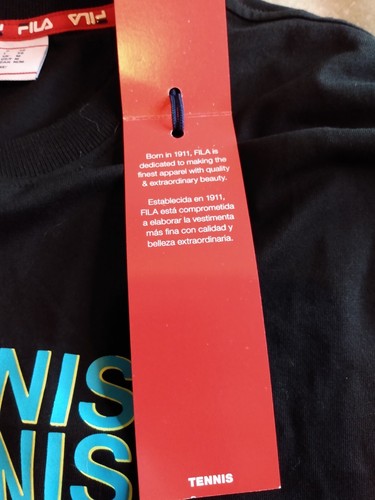 FILA
FILA
Born in 1911, FILA is
dedicated to making the
finest apparel with quality
& extraordinary beauty.
Establecida en 1911,
FILA está comprometida
a elaborar la vestimenta
más fina con calidad y
belleza extraordinaria.
NIS
NIS
TENNIS